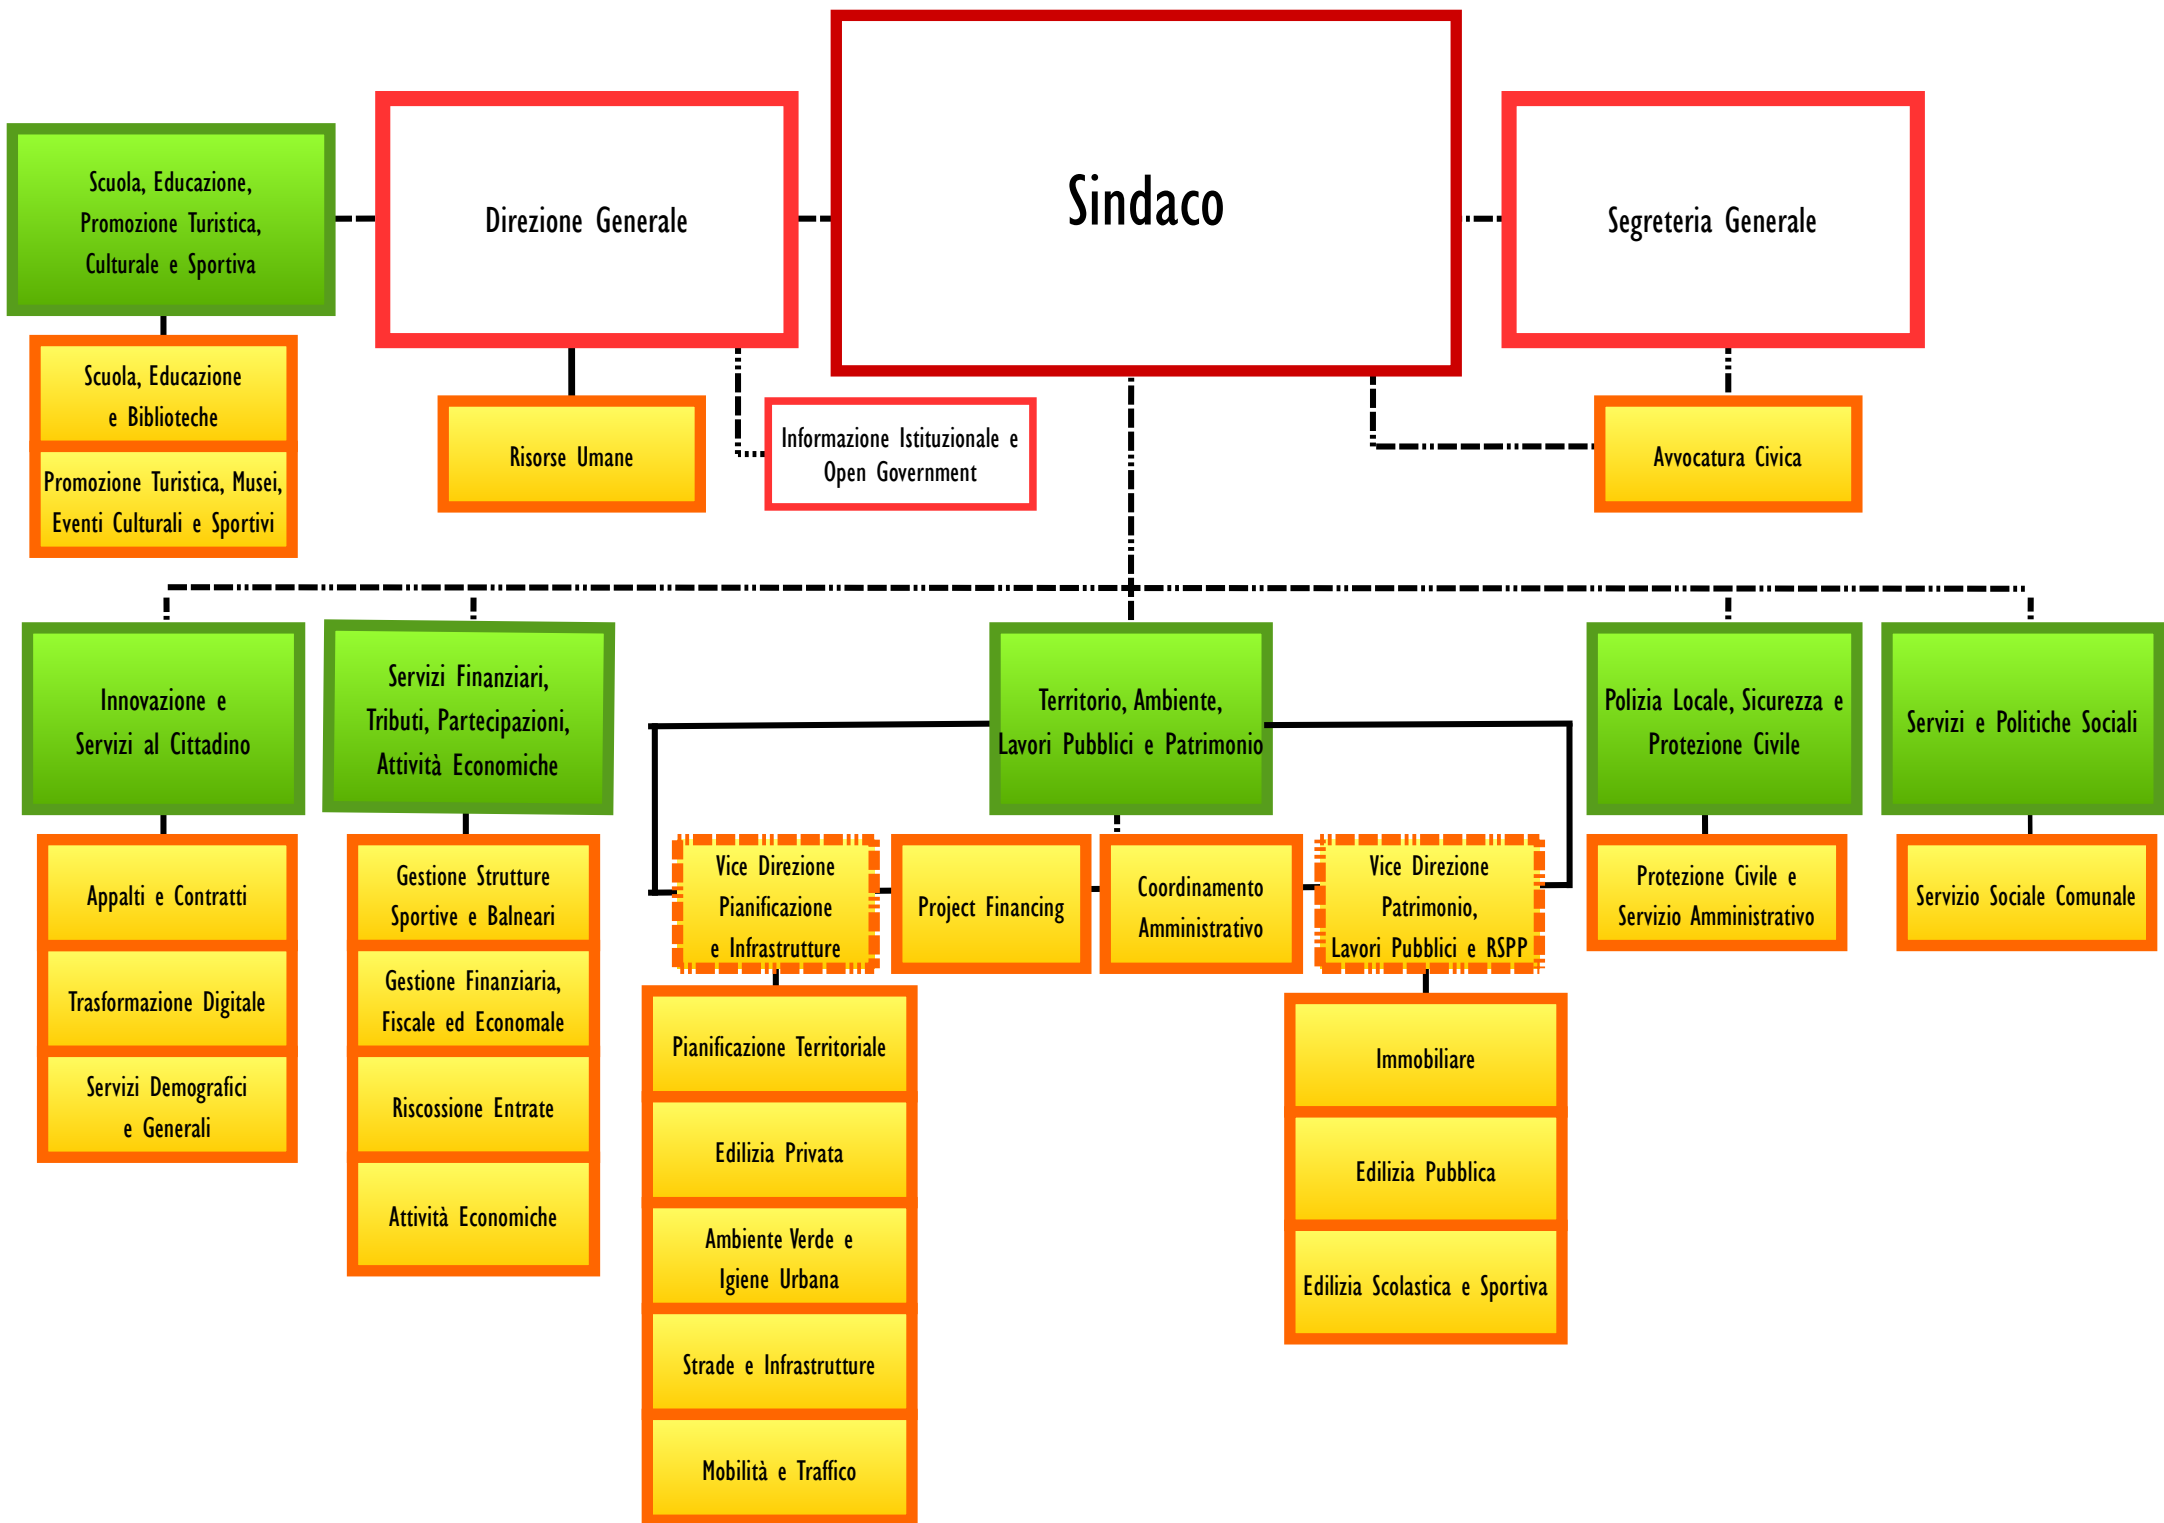 Sindaco
Direzione Generale
Segreteria Generale
Scuola, Educazione,
Promozione Turistica,
Culturale e Sportiva
Scuola, Educazione
e Biblioteche
Promozione Turistica, Musei,
Eventi Culturali e Sportivi
Risorse Umane
Informazione Istituzionale e
Open Government
Avvocatura Civica
Innovazione e
Servizi al Cittadino
Appalti e Contratti
Trasformazione Digitale
Servizi Demografici
e Generali
Servizi Finanziari,
Tributi, Partecipazioni,
Attività Economiche
Gestione Strutture
Sportive e Balneari
Gestione Finanziaria,
Fiscale ed Economale
Riscossione Entrate
Attività Economiche
Territorio, Ambiente,
Lavori Pubblici e Patrimonio
Vice Direzione
Pianificazione
e Infrastrutture
Project Financing
Coordinamento
Amministrativo
Vice Direzione
Patrimonio,
Lavori Pubblici e RSPP
Pianificazione Territoriale
Edilizia Privata
Ambiente Verde e
Igiene Urbana
Strade e Infrastrutture
Mobilità e Traffico
Immobiliare
Edilizia Pubblica
Edilizia Scolastica e Sportiva
Polizia Locale, Sicurezza e
Protezione Civile
Protezione Civile e
Servizio Amministrativo
Servizi e Politiche Sociali
Servizio Sociale Comunale